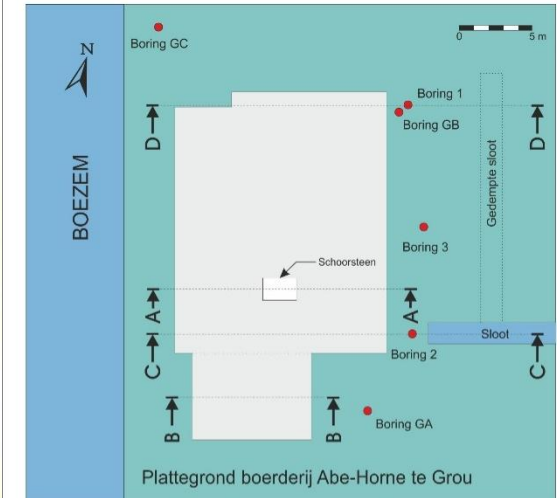 Boring GC
0 5 m
N
Boring 1
Boring GB
D D
Gedempte sloot
BOEZEM
Boring 3
Schoorsteen
A A
Sloot
Boring 2
C C
Boring GA
B B
Plattegrond boerderij Abe-Horne te Grou